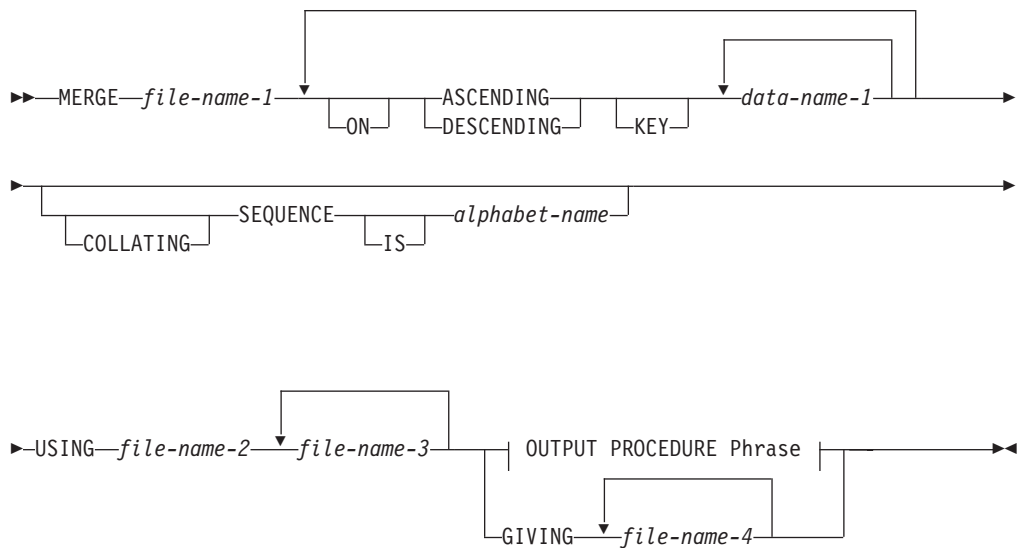 MERGE file-name-1 ON ASCENDING KEY data-name-1
DESCENDING
COLLATING SEQUENCE IS alphabet-name
USING file-name-2 file-name-3 OUTPUT PROCEDURE Phrase
GIVING file-name-4